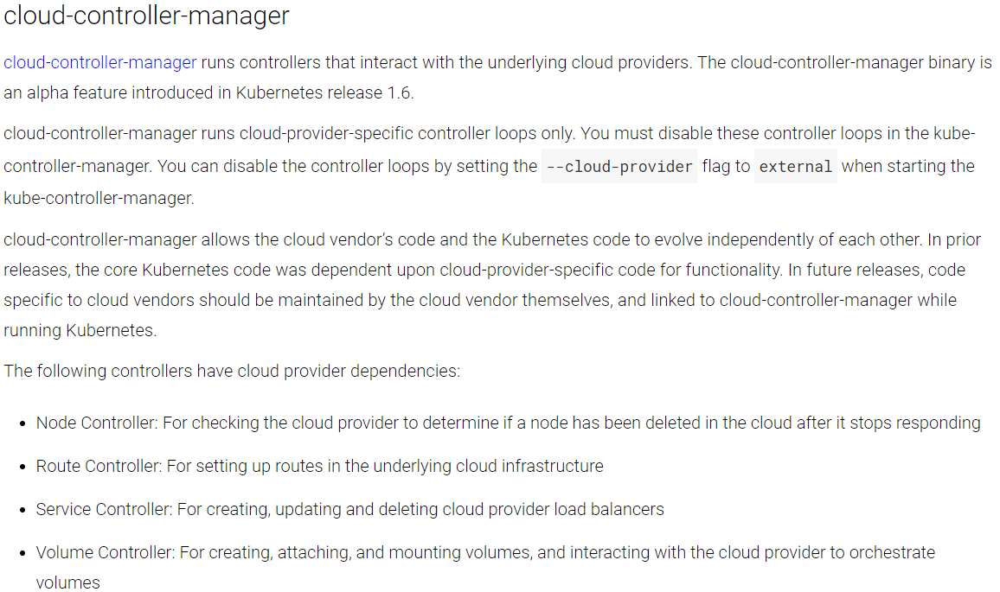 cloud-controller-manager
cloud-controller-manager runs controllers that interact with the underlying cloud providers. The cloud-controller-manager binary is
an alpha feature introduced in Kubernetes release 1.6.
cloud-controller-manager runs cloud-provider-specific controller loops only. You must disable these controller loops in the kube-
controller-manager. You can disable the controller loops by setting the --cloud-provider flag to external when starting the
kube-controller-manager.
cloud-controller-manager allows the cloud vendor’s code and the Kubernetes code to evolve independently of each other. In prior
releases, the core Kubernetes code was dependent upon cloud-provider-specific code for functionality. In future releases, code
specific to cloud vendors should be maintained by the cloud vendor themselves, and linked to cloud-controller-manager while
running Kubernetes.
The following controllers have cloud provider dependencies:
• Node Controller: For checking the cloud provider to determine if a node has been deleted in the cloud after it stops responding
• Route Controller: For setting up routes in the underlying cloud infrastructure
• Service Controller: For creating, updating and deleting cloud provider load balancers
• Volume Controller: For creating, attaching, and mounting volumes, and interacting with the cloud provider to orchestrate
volumes